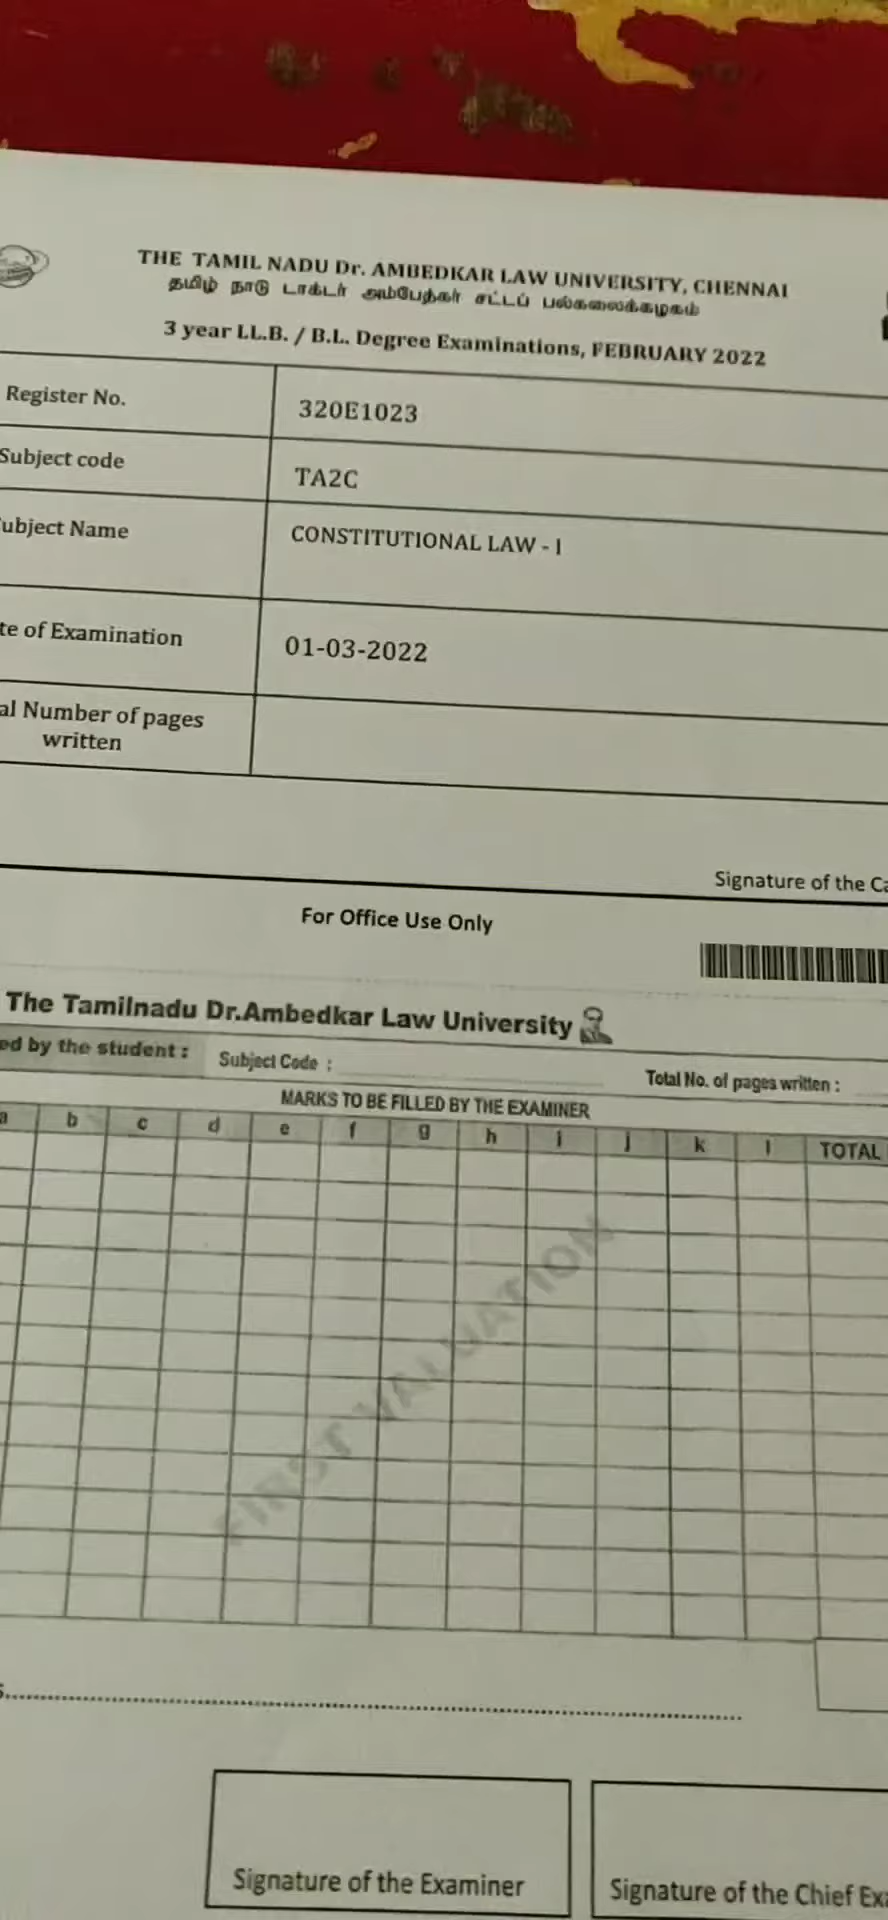 THE TAMIL NADU Dr. AMBEDKAR LAW UNIVERSITY, CHENNAI
தமிழ் நாடு டாக்டர் அம்பேத்கர் சட்டப் பல்கலைக்கழகம்
3 year LL.B. / B.L. Degree Examinations, FEBRUARY 2022
Register No. 320E1023
Subject code TA2C
ubject Name CONSTITUTIONAL LAW - I
te of Examination 01-03-2022
al Number of pages
written
Signature of the Ca
For Office Use Only
The Tamilnadu Dr.Ambedkar Law University
ed by the student : Subject Code : Total No. of pages written :
MARKS TO BE FILLED BY THE EXAMINER
a b c d e f g h i j k l TOTAL
FIRST VALUATION
Signature of the Examiner Signature of the Chief Exa